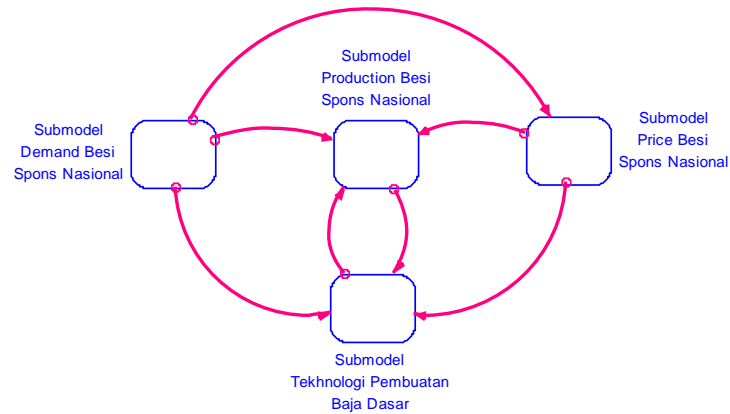 Submodel
Demand Besi
Spons Nasional
Submodel
Production Besi
Spons Nasional
Submodel
Price Besi
Spons Nasional
Submodel
Tekhnologi Pembuatan
Baja Dasar